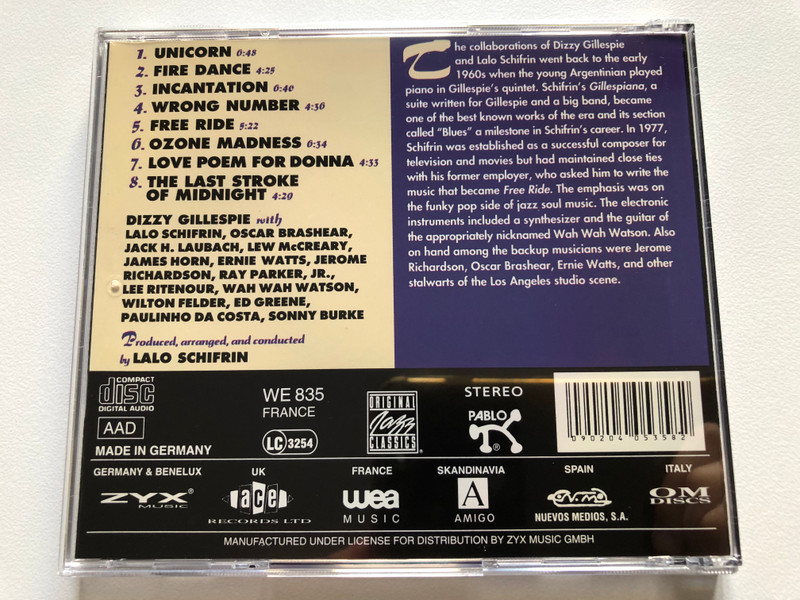 1. UNICORN 6:48
2. FIRE DANCE 4:25
3. INCANTATION 6:40
4. WRONG NUMBER 4:36
5. FREE RIDE 5:22
6. OZONE MADNESS 6:34
7. LOVE POEM FOR DONNA 4:33
8. THE LAST STROKE
OF MIDNIGHT 4:29
DIZZY GILLESPIE with
LALO SCHIFRIN, OSCAR BRASHEAR,
JACK H. LAUBACH, LEW McCREARY,
JAMES HORN, ERNIE WATTS, JEROME
RICHARDSON, RAY PARKER, JR.,
LEE RITENOUR, WAH WAH WATSON,
WILTON FELDER, ED GREENE,
PAULINHO DA COSTA, SONNY BURKE
Produced, arranged, and conducted
by LALO SCHIFRIN
The collaborations of Dizzy Gillespie
and Lalo Schifrin went back to the early
1960s when the young Argentinian played
piano in Gillespie's quintet. Schifrin's Gillespiana, a
suite written for Gillespie and a big band, became
one of the best known works of the era and its section
called "Blues" a milestone in Schifrin's career. In 1977,
Schifrin was established as a successful composer for
television and movies but had maintained close ties
with his former employer, who asked him to write the
music that became Free Ride. The emphasis was on
the funky pop side of jazz soul music. The electronic
instruments included a synthesizer and the guitar of
the appropriately nicknamed Wah Wah Watson. Also
on hand among the backup musicians were Jerome
Richardson, Oscar Brashear, Ernie Watts, and other
stalwarts of the Los Angeles studio scene.
COMPACT
disc
DIGITAL AUDIO
AAD
MADE IN GERMANY
WE 835
FRANCE
LC 3254
ORIGINAL
Jazz
CLASSICS
STEREO
PABLO
®
0 90204 05358 2
GERMANY & BENELUX
ZYX®
MUSIC
UK
ace
RECORDS LTD
FRANCE
wea
MUSIC
SKANDINAVIA
A
AMIGO
SPAIN
NUEVOS MEDIOS, S.A.
ITALY
OM
DISCS
MANUFACTURED UNDER LICENSE FOR DISTRIBUTION BY ZYX MUSIC GMBH